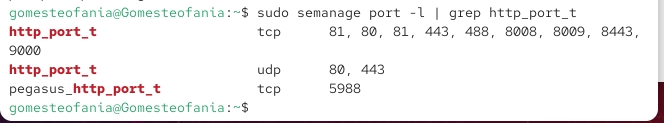 gomesteofania@Gomesteofania:~$ sudo semanage port -l | grep http_port_t
http_port_t tcp 81, 80, 81, 443, 488, 8008, 8009, 8443,
9000
http_port_t udp 80, 443
pegasus_http_port_t tcp 5988
gomesteofania@Gomesteofania:~$